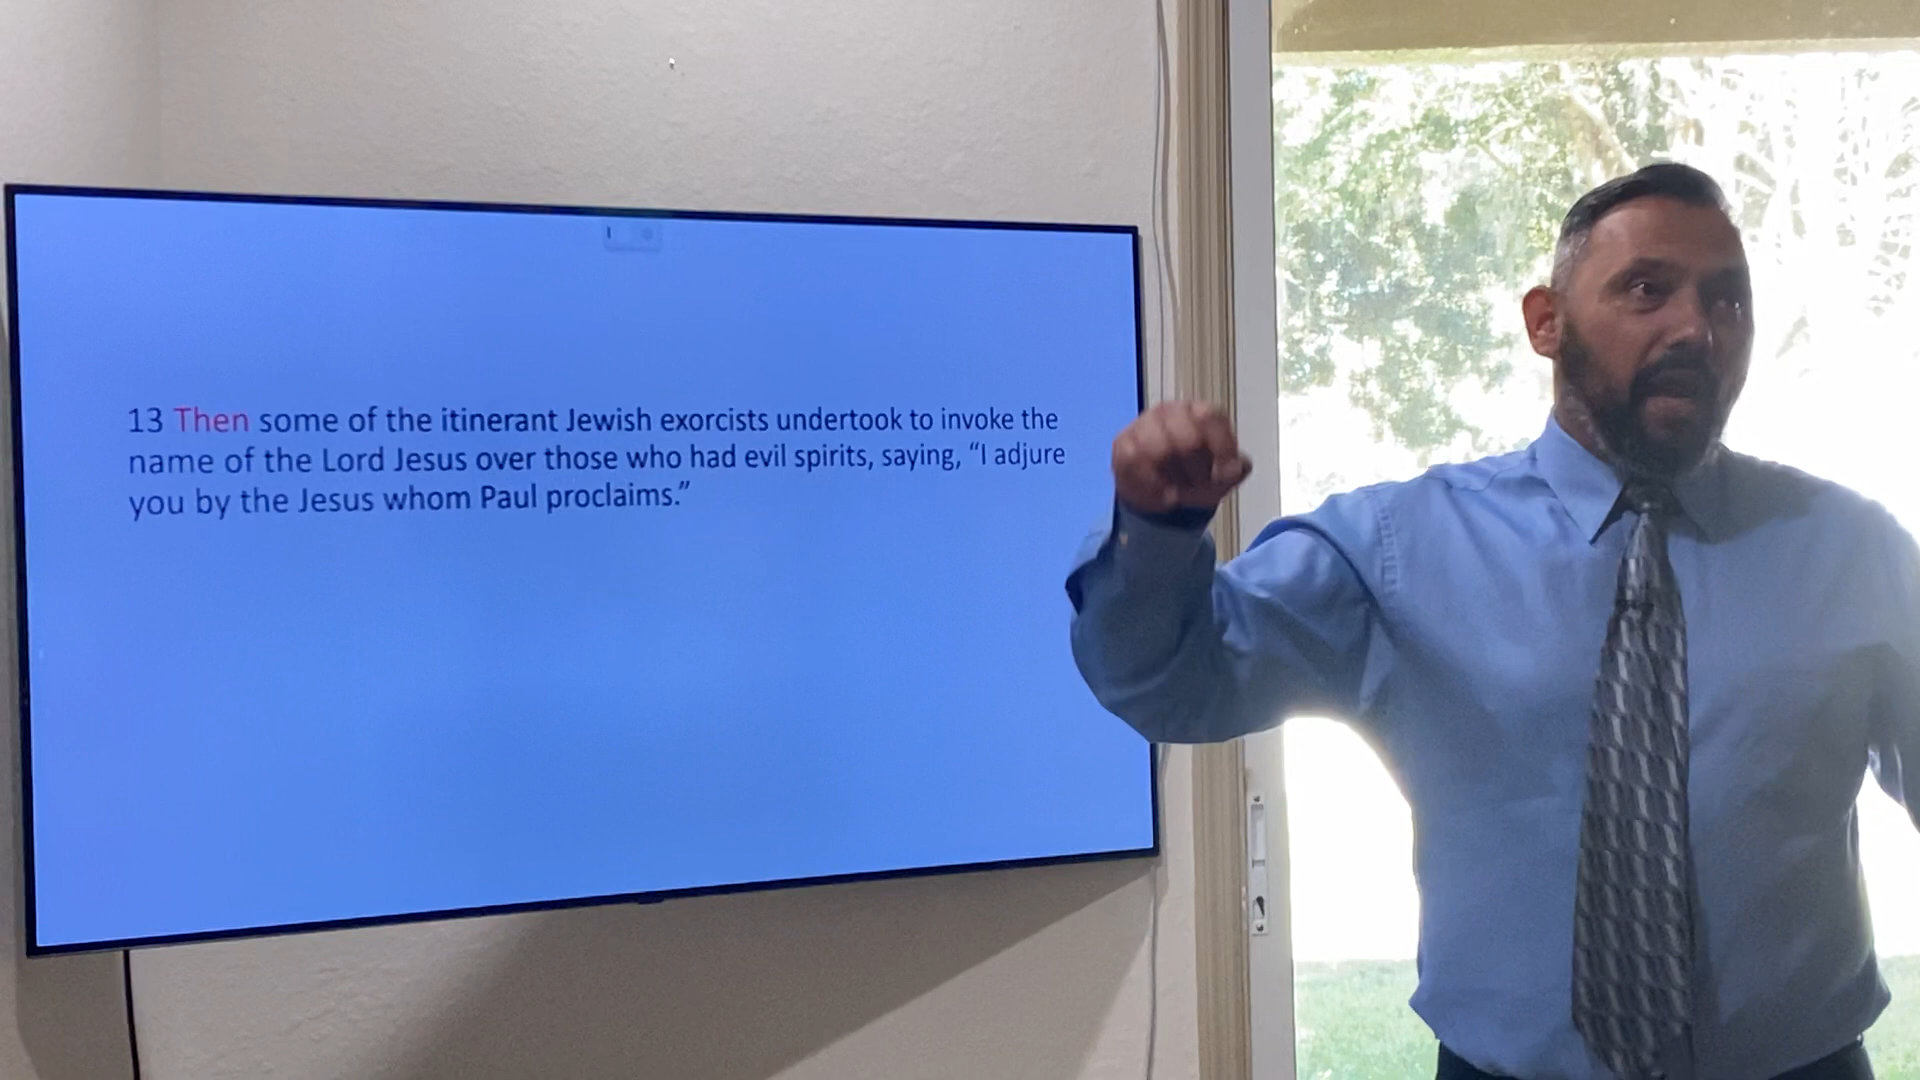 13 Then some of the itinerant Jewish exorcists undertook to invoke the
name of the Lord Jesus over those who had evil spirits, saying, “I adjure
you by the Jesus whom Paul proclaims.”